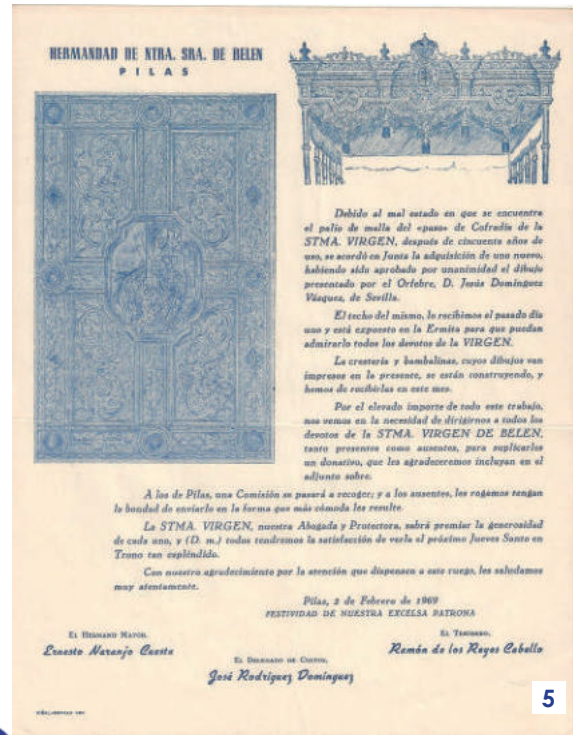 HERMANDAD DE NTRA. SRA. DE BELEN
PILAS
Debido al mal estado en que se encuentra
el palio de malla del «paso» de Cofradía de la
STMA. VIRGEN, después de cincuenta años de
uso, se acordó en Junta la adquisición de uno nuevo,
habiendo sido aprobado por unanimidad el dibujo
presentado por el Orfebre, D. Jesús Domínguez
Vázquez, de Sevilla.
El techo del mismo, lo recibimos el pasado día
uno y está expuesto en la Ermita para que puedan
admirarlo todos los devotos de la VIRGEN.
La crestería y bambalinas, cuyos dibujos van
impresos en la presente, se están construyendo, y
hemos de recibirlas en este mes.
Por el elevado importe de todo este trabajo,
nos vemos en la necesidad de dirigirnos a todos los
devotos de la STMA. VIRGEN DE BELEN,
tanto presentes como ausentes, para suplicarles
un donativo, que les agradeceremos incluyan en el
adjunto sobre.
A los de Pilas, una Comisión se pasará a recoger; y a los ausentes, les rogamos tengan
la bondad de enviarlo en la forma que más cómoda les resulte.
La STMA. VIRGEN, nuestra Abogada y Protectora, sabrá premiar la generosidad
de cada uno, y (D. m.) todos tendremos la satisfacción de verla el próximo Jueves Santo en
Trono tan espléndido.
Con nuestro agradecimiento por la atención que dispensen a este ruego, les saludamos
muy atentamente.
Pilas, 2 de Febrero de 1969
FESTIVIDAD DE NUESTRA EXCELSA PATRONA
EL HERMANO MAYOR,
Ernesto Naranjo Cuesta
EL TESORERO,
Ramón de los Reyes Cabello
EL DELEGADO DE CULTOS,
José Rodríguez Domínguez
5